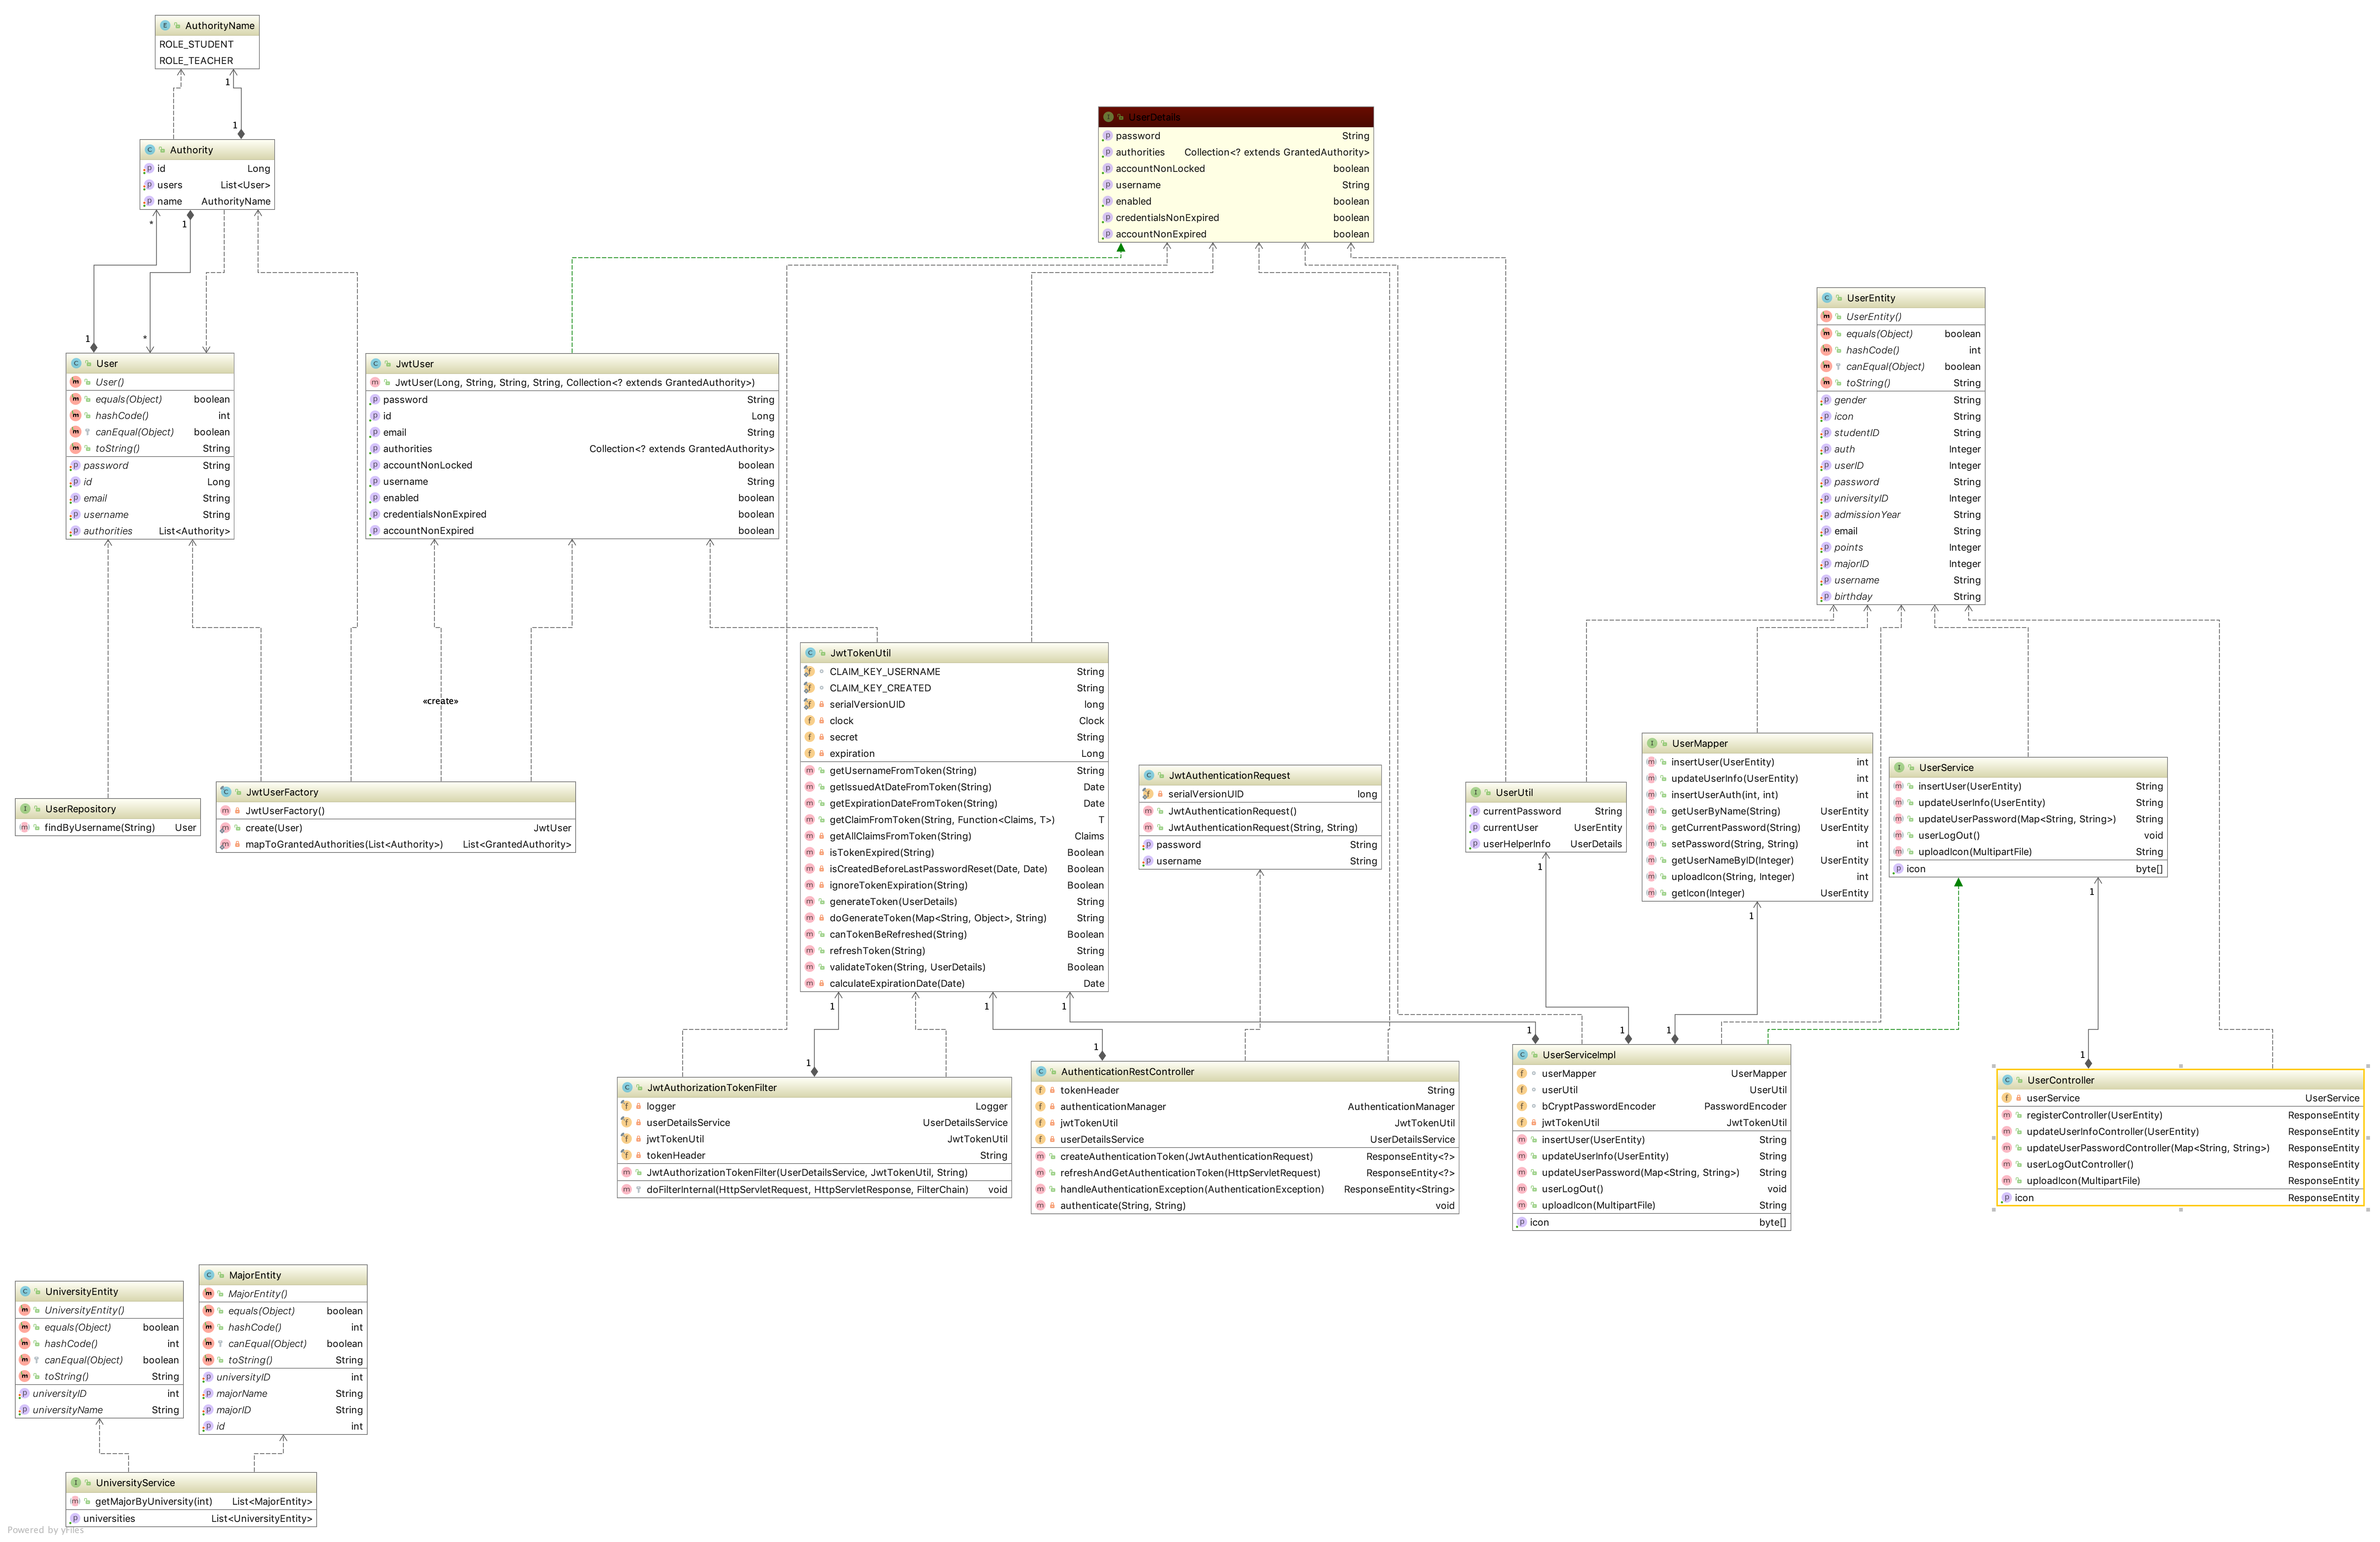 AuthorityName
ROLE_STUDENT
ROLE_TEACHER
1
1
Authority
id Long
users List<User>
name AuthorityName
* 1
1 *
User
User()
equals(Object) boolean
hashCode() int
canEqual(Object) boolean
toString() String
password String
id Long
email String
username String
authorities List<Authority>
UserDetails
password String
authorities Collection<? extends GrantedAuthority>
accountNonLocked boolean
username String
enabled boolean
credentialsNonExpired boolean
accountNonExpired boolean
JwtUser
JwtUser(Long, String, String, String, Collection<? extends GrantedAuthority>)
password String
id Long
email String
authorities Collection<? extends GrantedAuthority>
accountNonLocked boolean
username String
enabled boolean
credentialsNonExpired boolean
accountNonExpired boolean
UserEntity
UserEntity()
equals(Object) boolean
hashCode() int
canEqual(Object) boolean
toString() String
gender String
icon String
studentID String
auth Integer
userID Integer
password String
universityID Integer
admissionYear String
email String
points Integer
majorID Integer
username String
birthday String
«create»
UserRepository
findByUsername(String) User
JwtUserFactory
JwtUserFactory()
create(User) JwtUser
mapToGrantedAuthorities(List<Authority>) List<GrantedAuthority>
JwtTokenUtil
CLAIM_KEY_USERNAME String
CLAIM_KEY_CREATED String
serialVersionUID long
clock Clock
secret String
expiration Long
getUsernameFromToken(String) String
getIssuedAtDateFromToken(String) Date
getExpirationDateFromToken(String) Date
getClaimFromToken(String, Function<Claims, T>) T
getAllClaimsFromToken(String) Claims
isTokenExpired(String) Boolean
isCreatedBeforeLastPasswordReset(Date, Date) Boolean
ignoreTokenExpiration(String) Boolean
generateToken(UserDetails) String
doGenerateToken(Map<String, Object>, String) String
canTokenBeRefreshed(String) Boolean
refreshToken(String) String
validateToken(String, UserDetails) Boolean
calculateExpirationDate(Date) Date
JwtAuthenticationRequest
serialVersionUID long
JwtAuthenticationRequest()
JwtAuthenticationRequest(String, String)
password String
username String
UserUtil
currentPassword String
currentUser UserEntity
userHelperInfo UserDetails
UserMapper
insertUser(UserEntity) int
updateUserInfo(UserEntity) int
insertUserAuth(int, int) int
getUserByName(String) UserEntity
getCurrentPassword(String) UserEntity
setPassword(String, String) int
getUserNameByID(Integer) UserEntity
uploadIcon(String, Integer) int
getIcon(Integer) UserEntity
UserService
insertUser(UserEntity) String
updateUserInfo(UserEntity) String
updateUserPassword(Map<String, String>) String
userLogOut() void
uploadIcon(MultipartFile) String
icon byte[]
1 1 1 1 1 1
1 1 1 1 1 1
JwtAuthorizationTokenFilter
logger Logger
userDetailsService UserDetailsService
jwtTokenUtil JwtTokenUtil
tokenHeader String
JwtAuthorizationTokenFilter(UserDetailsService, JwtTokenUtil, String)
doFilterInternal(HttpServletRequest, HttpServletResponse, FilterChain) void
AuthenticationRestController
tokenHeader String
authenticationManager AuthenticationManager
jwtTokenUtil JwtTokenUtil
userDetailsService UserDetailsService
createAuthenticationToken(JwtAuthenticationRequest) ResponseEntity<?>
refreshAndGetAuthenticationToken(HttpServletRequest) ResponseEntity<?>
handleAuthenticationException(AuthenticationException) ResponseEntity<String>
authenticate(String, String) void
UserServiceImpl
userMapper UserMapper
userUtil UserUtil
bCryptPasswordEncoder PasswordEncoder
jwtTokenUtil JwtTokenUtil
insertUser(UserEntity) String
updateUserInfo(UserEntity) String
updateUserPassword(Map<String, String>) String
userLogOut() void
uploadIcon(MultipartFile) String
icon byte[]
UserController
userService UserService
registerController(UserEntity) ResponseEntity
updateUserInfoController(UserEntity) ResponseEntity
updateUserPasswordController(Map<String, String>) ResponseEntity
userLogOutController() ResponseEntity
uploadIcon(MultipartFile) ResponseEntity
icon ResponseEntity
UniversityEntity
UniversityEntity()
equals(Object) boolean
hashCode() int
canEqual(Object) boolean
toString() String
universityID int
universityName String
MajorEntity
MajorEntity()
equals(Object) boolean
hashCode() int
canEqual(Object) boolean
toString() String
universityID int
majorName String
majorID String
id int
UniversityService
getMajorByUniversity(int) List<MajorEntity>
universities List<UniversityEntity>
Powered by yFiles